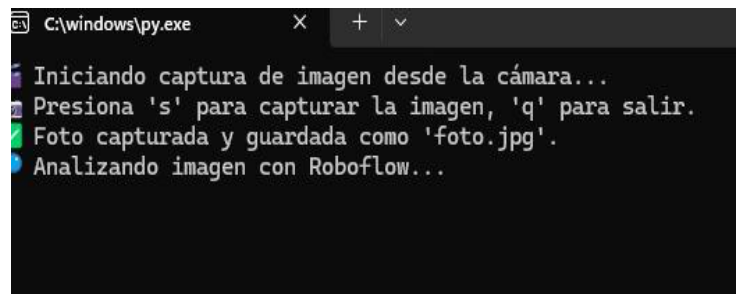 C:\windows\py.exe
Iniciando captura de imagen desde la cámara...
Presiona 's' para capturar la imagen, 'q' para salir.
Foto capturada y guardada como 'foto.jpg'.
Analizando imagen con Roboflow...